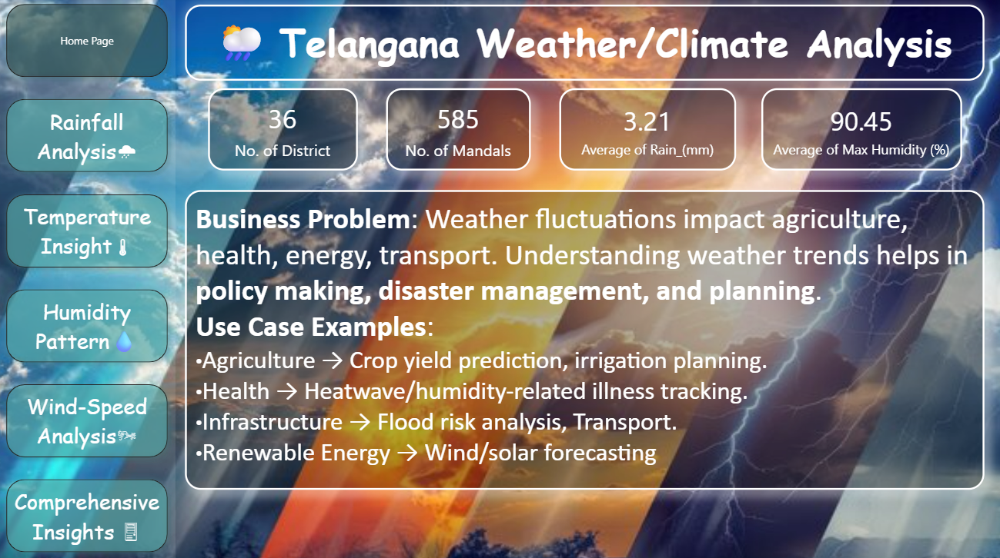 Home Page
Rainfall
Analysis🌧
Temperature
Insight🌡
Humidity
Pattern💧
Wind-Speed
Analysis🌬
Comprehensive
Insights 🧾
🌦 Telangana Weather/Climate Analysis
36
No. of District
585
No. of Mandals
3.21
Average of Rain_(mm)
90.45
Average of Max Humidity (%)
Business Problem: Weather fluctuations impact agriculture,
health, energy, transport. Understanding weather trends helps in
policy making, disaster management, and planning.
Use Case Examples:
•Agriculture → Crop yield prediction, irrigation planning.
•Health → Heatwave/humidity-related illness tracking.
•Infrastructure → Flood risk analysis, Transport.
•Renewable Energy → Wind/solar forecasting